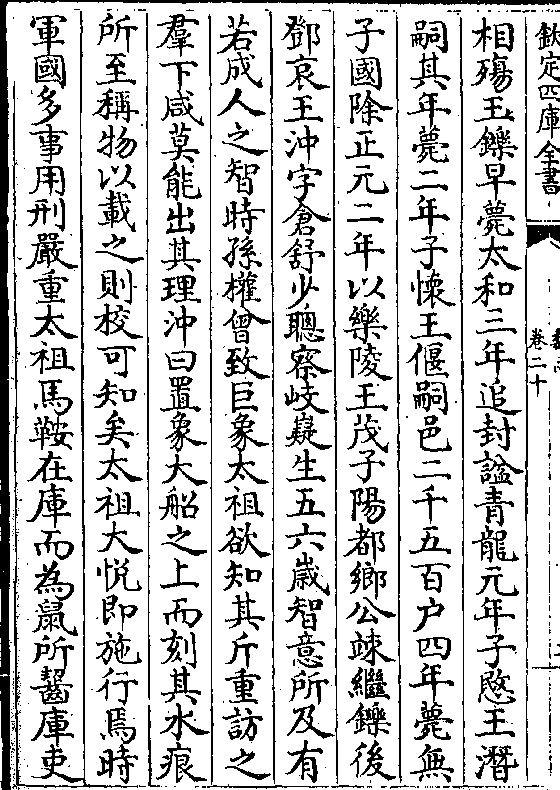 欽定四庫全書
卷二十
相殤王鑠早薨太和三年追封諡青龍元年子愍王潛
嗣其年薨二年子懷王偃嗣邑二千五百户四年薨無
子國除正元二年以樂陵王茂子陽都鄉公竦繼鑠後
鄧哀王沖字倉舒少聰察岐嶷生五六歲智意所及有
若成人之智時孫權曾致巨象太祖欲知其斤重訪之
羣下咸莫能出其理沖曰置象大船之上而刻其水痕
所至稱物以載之則校可知矣太祖大悦即施行焉時
軍國多事用刑嚴重太祖馬鞍在庫而為鼠所齧庫吏